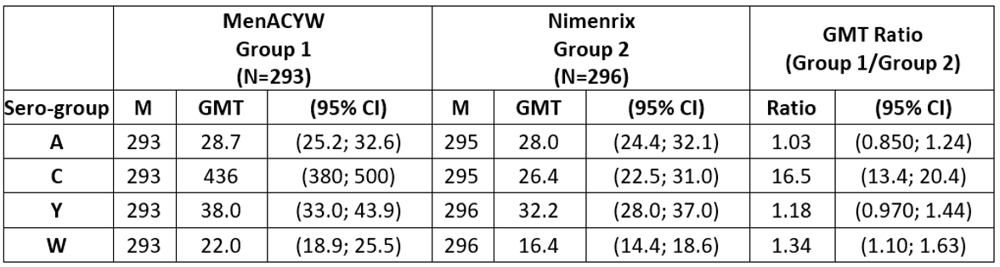 MenACYW
Group 1
(N=293)
Nimenrix
Group 2
(N=296)
GMT Ratio
(Group 1/Group 2)
Sero-group M GMT (95% CI) M GMT (95% CI) Ratio (95% CI)
A 293 28.7 (25.2; 32.6) 295 28.0 (24.4; 32.1) 1.03 (0.850; 1.24)
C 293 436 (380; 500) 295 26.4 (22.5; 31.0) 16.5 (13.4; 20.4)
Y 293 38.0 (33.0; 43.9) 296 32.2 (28.0; 37.0) 1.18 (0.970; 1.44)
W 293 22.0 (18.9; 25.5) 296 16.4 (14.4; 18.6) 1.34 (1.10; 1.63)